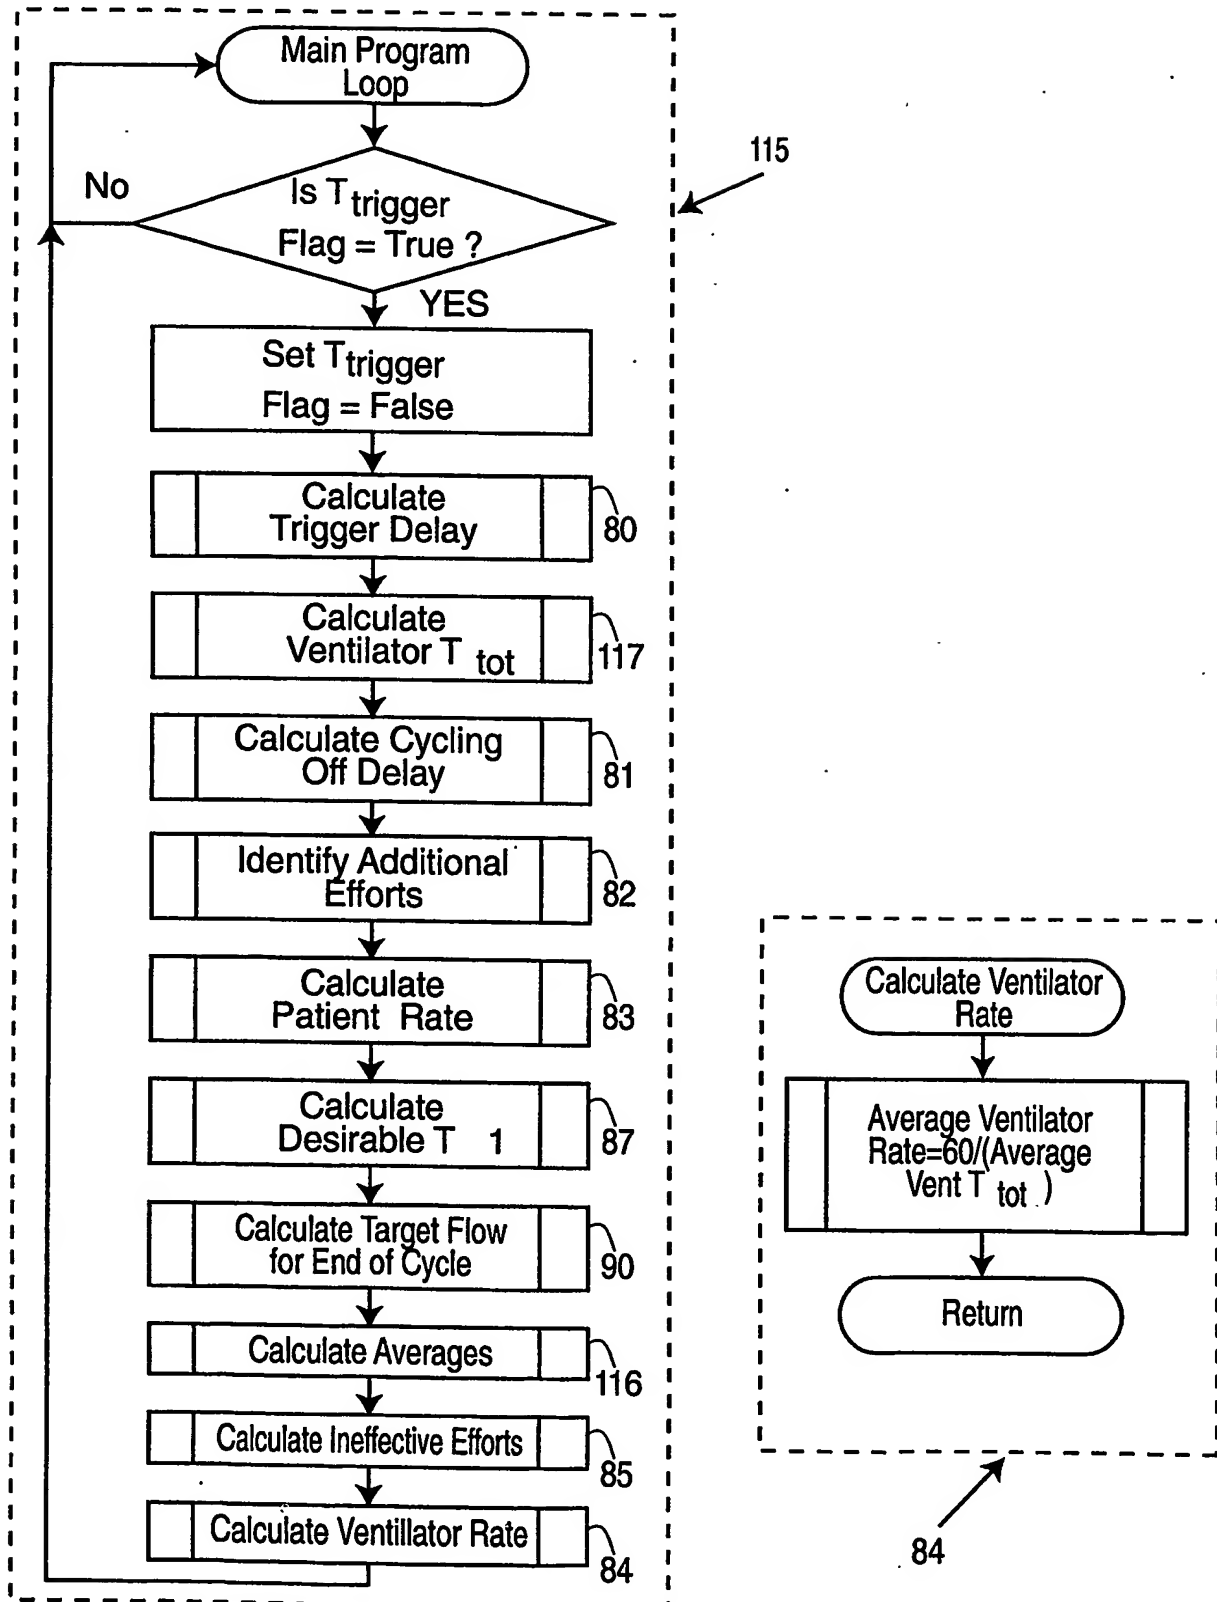 Main Program
Loop
115
No
Is T trigger
Flag = True ?
YES
Set T trigger
Flag = False
Calculate
Trigger Delay
80
Calculate
Ventilator T tot
117
Calculate Cycling
Off Delay
81
Identify Additional
Efforts
82
Calculate
Patient Rate
83
Calculate
Desirable T 1
87
Calculate Target Flow
for End of Cycle
90
Calculate Averages
116
Calculate Ineffective Efforts
85
Calculate Ventillator Rate
84
Calculate Ventilator
Rate
Average Ventilator
Rate=60/(Average
Vent T tot )
Return
84